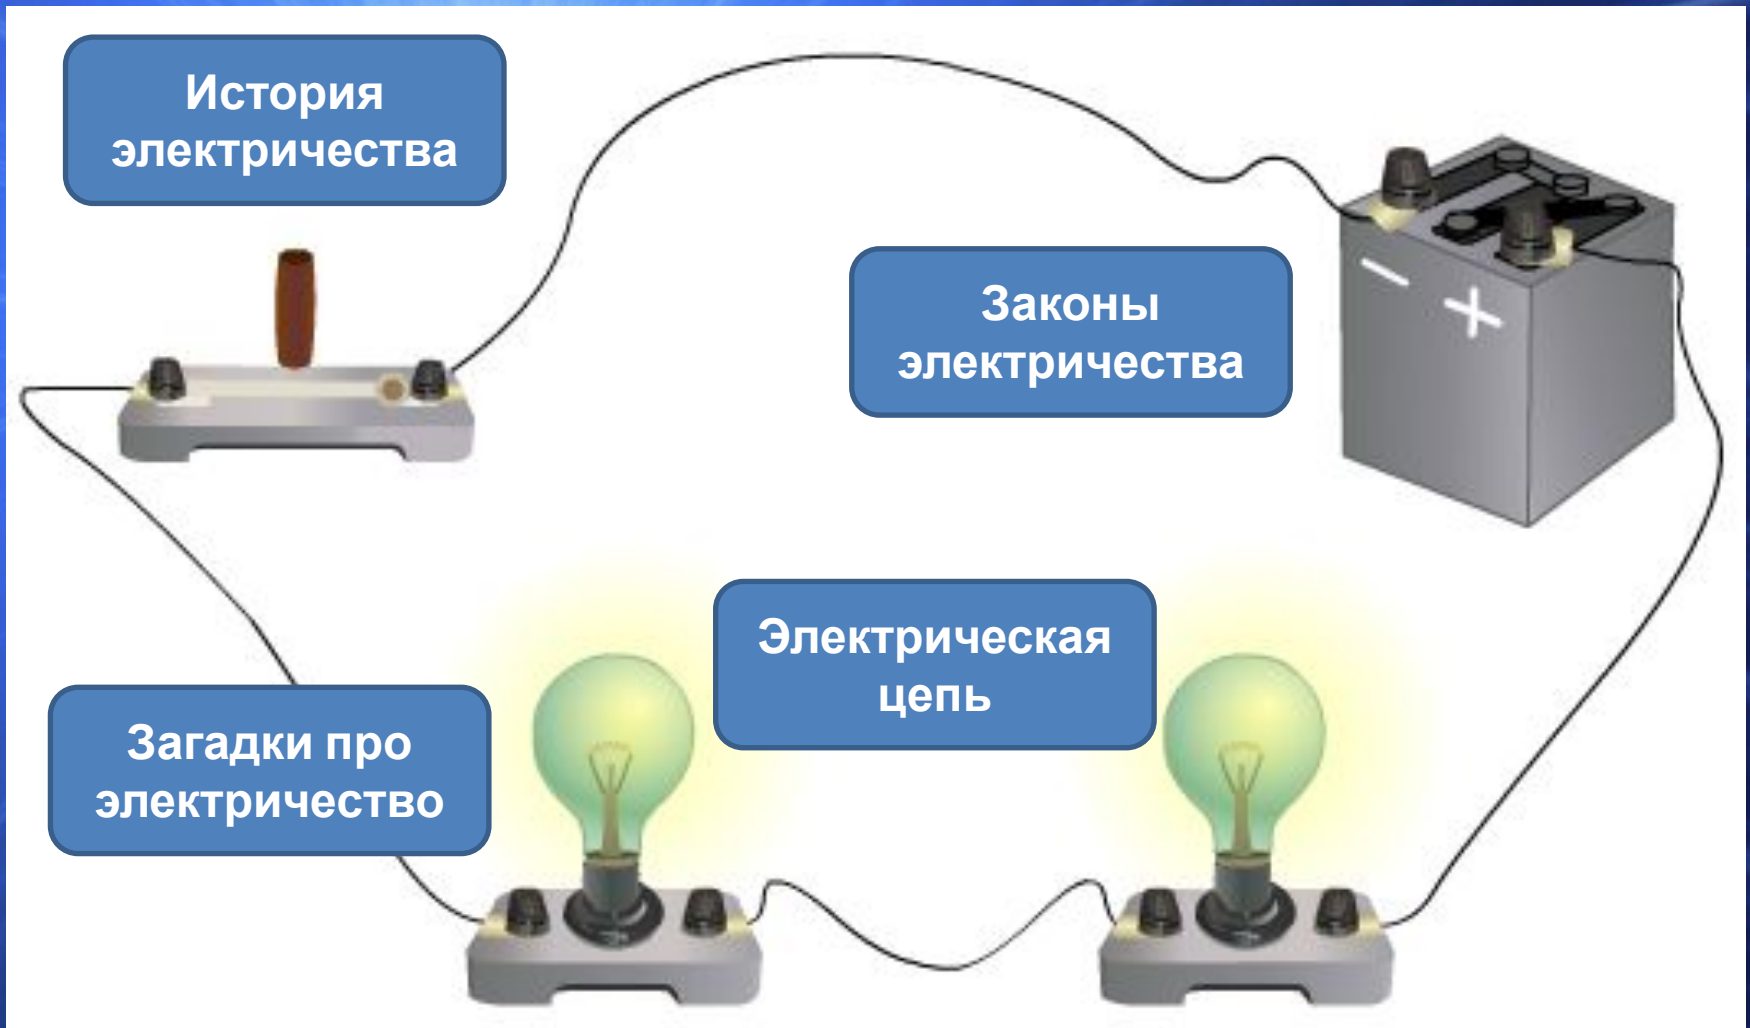 История
электричества
Законы
электричества
– +
Электрическая
цепь
Загадки про
электричество